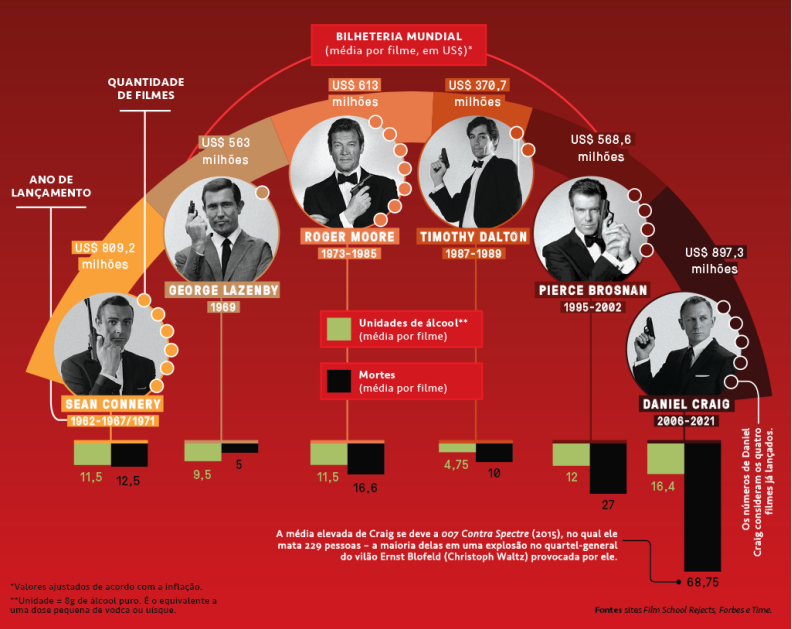 BILHETERIA MUNDIAL
(média por filme, em US$)*
QUANTIDADE
DE FILMES
ANO DE
LANÇAMENTO
US$ 809,2
milhões
SEAN CONNERY
1962-1967/1971
US$ 563
milhões
GEORGE LAZENBY
1969
US$ 613
milhões
ROGER MOORE
1973-1985
US$ 370,7
milhões
TIMOTHY DALTON
1987-1989
US$ 568,6
milhões
PIERCE BROSNAN
1995-2002
US$ 897,3
milhões
DANIEL CRAIG
2006-2021
Unidades de álcool**
(média por filme)
Mortes
(média por filme)
11,5
12,5
9,5
5
11,5
16,6
4,75
10
12
27
16,4
68,75
Os números de Daniel
Craig consideram os quatro
filmes já lançados.
A média elevada de Craig se deve a 007 Contra Spectre (2015), no qual ele
mata 229 pessoas – a maioria delas em uma explosão no quartel-general
do vilão Ernst Blofeld (Christoph Waltz) provocada por ele.
*Valores ajustados de acordo com a inflação.
**Unidade = 8g de álcool puro. É o equivalente a
uma dose pequena de vodca ou uísque.
Fontes sites Film School Rejects, Forbes e Time.